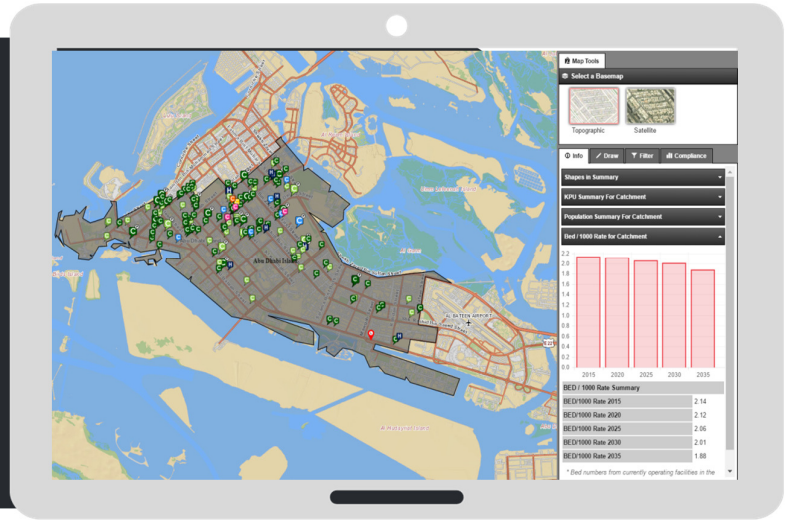 Map Tools
Select a Basemap
Topographic
Satellite
Info
Draw
Filter
Compliance
Shapes in Summary
KPU Summary For Catchment
Population Summary For Catchment
Bed / 1000 Rate for Catchment
2.2
2.0
1.8
1.6
1.4
1.2
1.0
0.8
0.6
0.4
0.2
0.0
2015 2020 2025 2030 2035
BED / 1000 Rate Summary
BED/1000 Rate 2015 2.14
BED/1000 Rate 2020 2.12
BED/1000 Rate 2025 2.06
BED/1000 Rate 2030 2.01
BED/1000 Rate 2035 1.88
* Bed numbers from currently operating facilities in the
Abu Dhabi Island
AL BATEEN AIRPORT
E 22